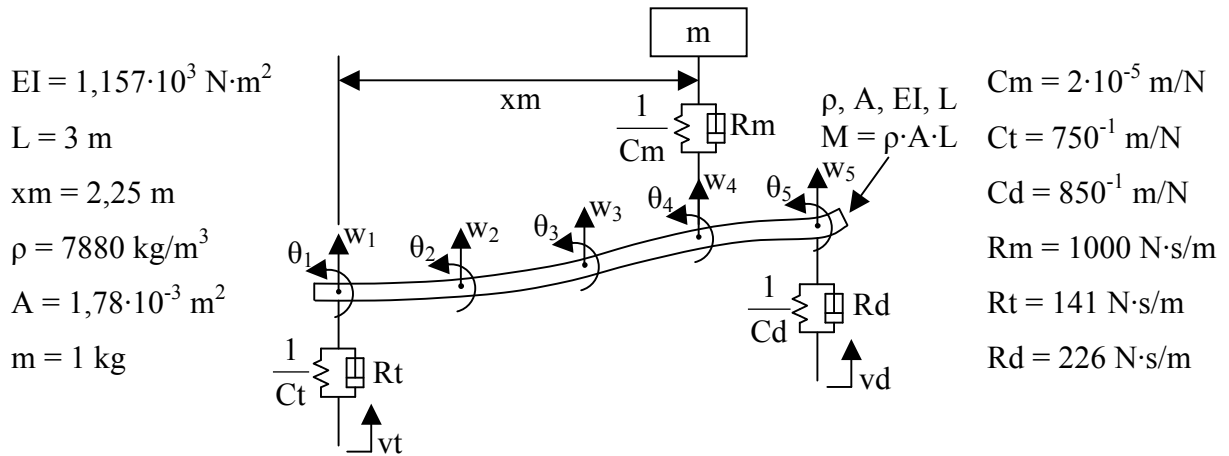 EI = 1,157·10³ N·m²
L = 3 m
xm = 2,25 m
ρ = 7880 kg/m³
A = 1,78·10⁻³ m²
m = 1 kg
m
xm
1
Cm
Rm
ρ, A, EI, L
M = ρ·A·L
θ₁
w₁
θ₂
w₂
θ₃
w₃
θ₄
w₄
θ₅
w₅
1
Ct
Rt
vt
1
Cd
Rd
vd
Cm = 2·10⁻⁵ m/N
Ct = 750⁻¹ m/N
Cd = 850⁻¹ m/N
Rm = 1000 N·s/m
Rt = 141 N·s/m
Rd = 226 N·s/m